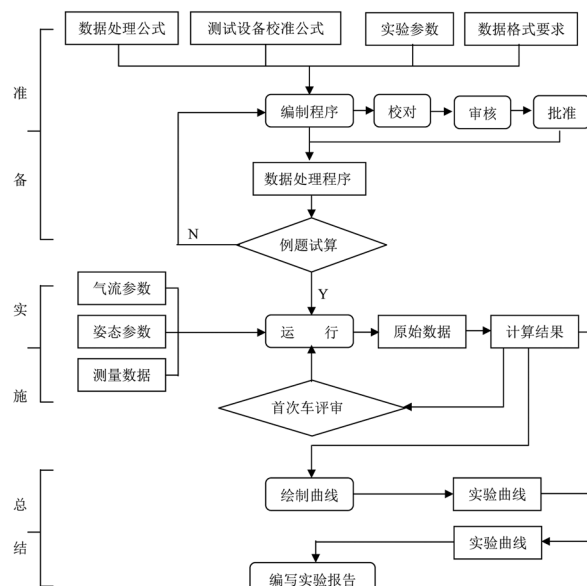 数据处理公式
测试设备校准公式
实验参数
数据格式要求
准
备
编制程序
校对
审核
批准
数据处理程序
N
例题试算
Y
实
施
气流参数
姿态参数
测量数据
运 行
原始数据
计算结果
首次车评审
总
结
绘制曲线
实验曲线
实验曲线
编写实验报告